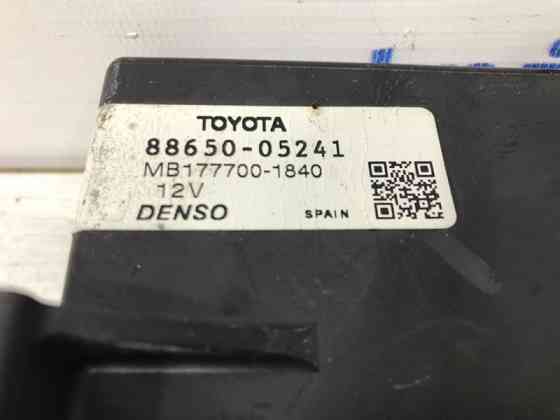 TOYOTA
88650-05241
MB177700-1840
12V
DENSO SPAIN